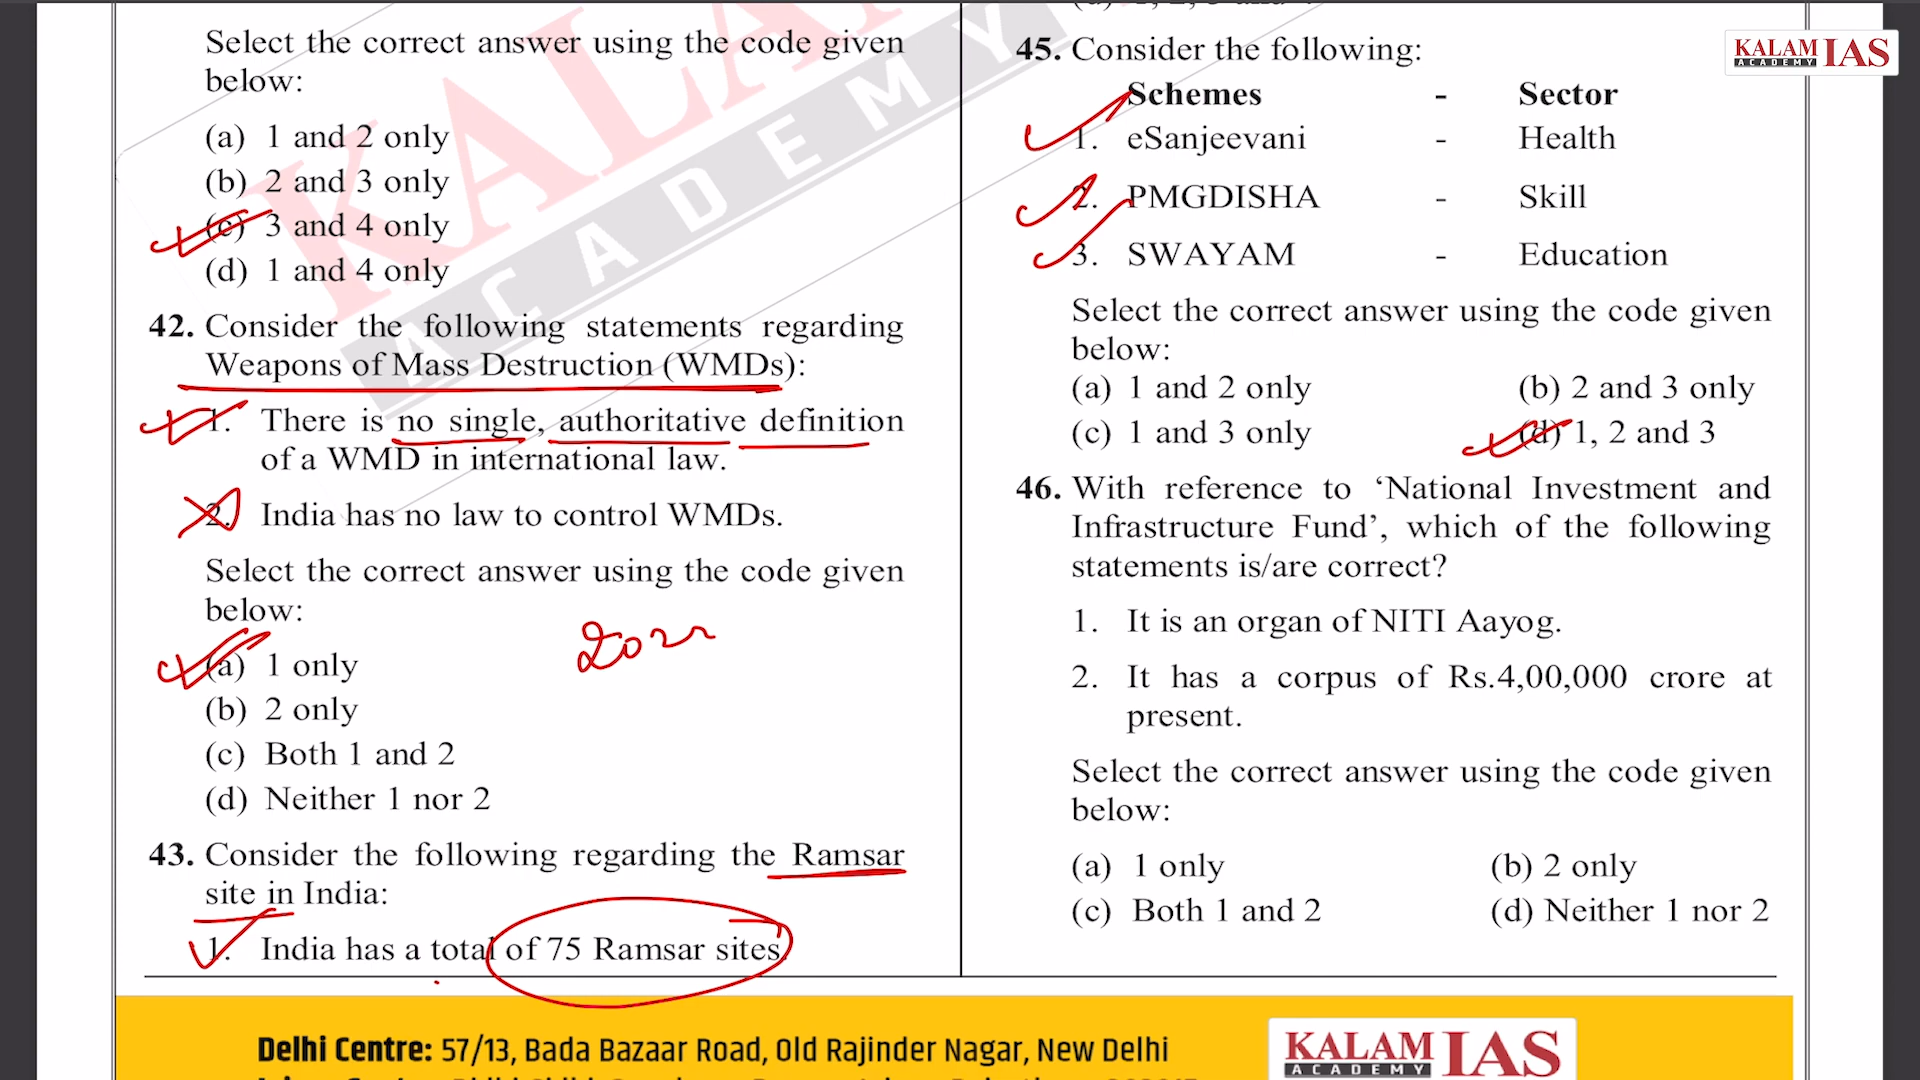 Select the correct answer using the code given
below:
(a) 1 and 2 only
(b) 2 and 3 only
(c) 3 and 4 only
(d) 1 and 4 only
42. Consider the following statements regarding
Weapons of Mass Destruction (WMDs):
1. There is no single, authoritative definition
of a WMD in international law.
2. India has no law to control WMDs.
Select the correct answer using the code given
below:
2022
(a) 1 only
(b) 2 only
(c) Both 1 and 2
(d) Neither 1 nor 2
43. Consider the following regarding the Ramsar
site in India:
1. India has a total of 75 Ramsar sites.
45. Consider the following:
Schemes - Sector
1. eSanjeevani - Health
2. PMGDISHA - Skill
3. SWAYAM - Education
Select the correct answer using the code given
below:
(a) 1 and 2 only (b) 2 and 3 only
(c) 1 and 3 only (d) 1, 2 and 3
46. With reference to ‘National Investment and
Infrastructure Fund’, which of the following
statements is/are correct?
1. It is an organ of NITI Aayog.
2. It has a corpus of Rs.4,00,000 crore at
present.
Select the correct answer using the code given
below:
(a) 1 only (b) 2 only
(c) Both 1 and 2 (d) Neither 1 nor 2
KALAM IAS
ACADEMY
KALAM
ACADEMY
Delhi Centre: 57/13, Bada Bazaar Road, Old Rajinder Nagar, New Delhi
KALAM IAS
ACADEMY